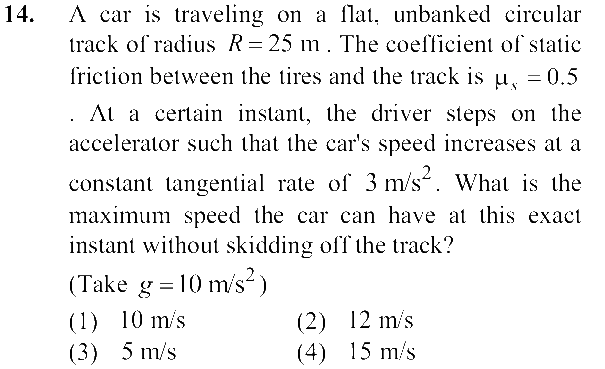 14. A car is traveling on a flat, unbanked circular
track of radius R = 25 m . The coefficient of static
friction between the tires and the track is μₛ = 0.5
. At a certain instant, the driver steps on the
accelerator such that the car's speed increases at a
constant tangential rate of 3 m/s². What is the
maximum speed the car can have at this exact
instant without skidding off the track?
(Take g = 10 m/s²)
(1) 10 m/s (2) 12 m/s
(3) 5 m/s (4) 15 m/s